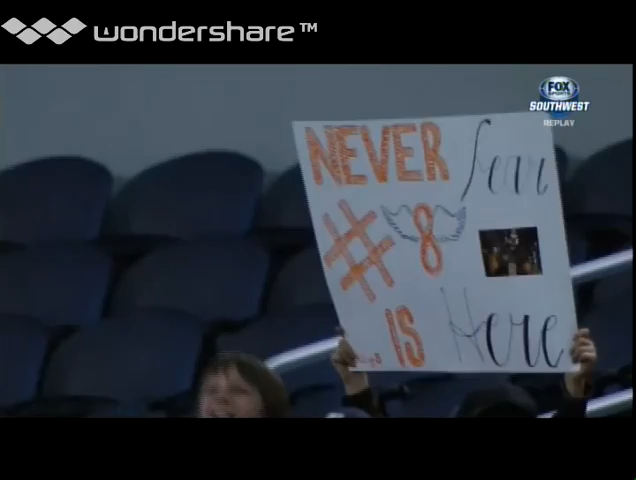 wondershare™
FOX
SPORTS
SOUTHWEST
REPLAY
NEVER fear
#8
IS Here